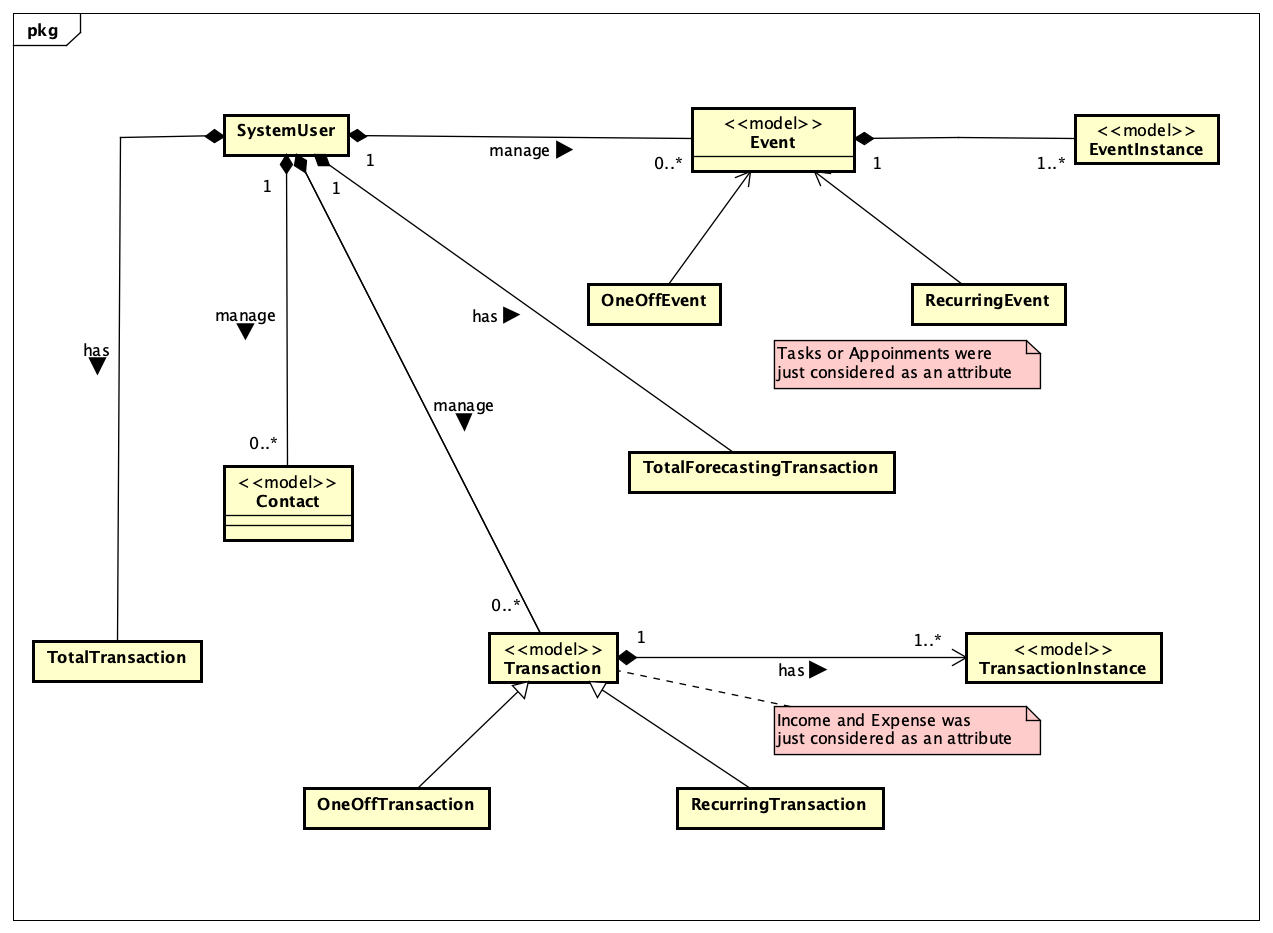 pkg
SystemUser
<<model>>
Event
<<model>>
EventInstance
1
manage
0..*
1
1..*
1
1
OneOffEvent
RecurringEvent
manage
has
has
Tasks or Appoinments were
just considered as an attribute
manage
0..*
TotalForecastingTransaction
<<model>>
Contact
0..*
1
1..*
TotalTransaction
<<model>>
Transaction
has
<<model>>
TransactionInstance
Income and Expense was
just considered as an attribute
OneOffTransaction
RecurringTransaction